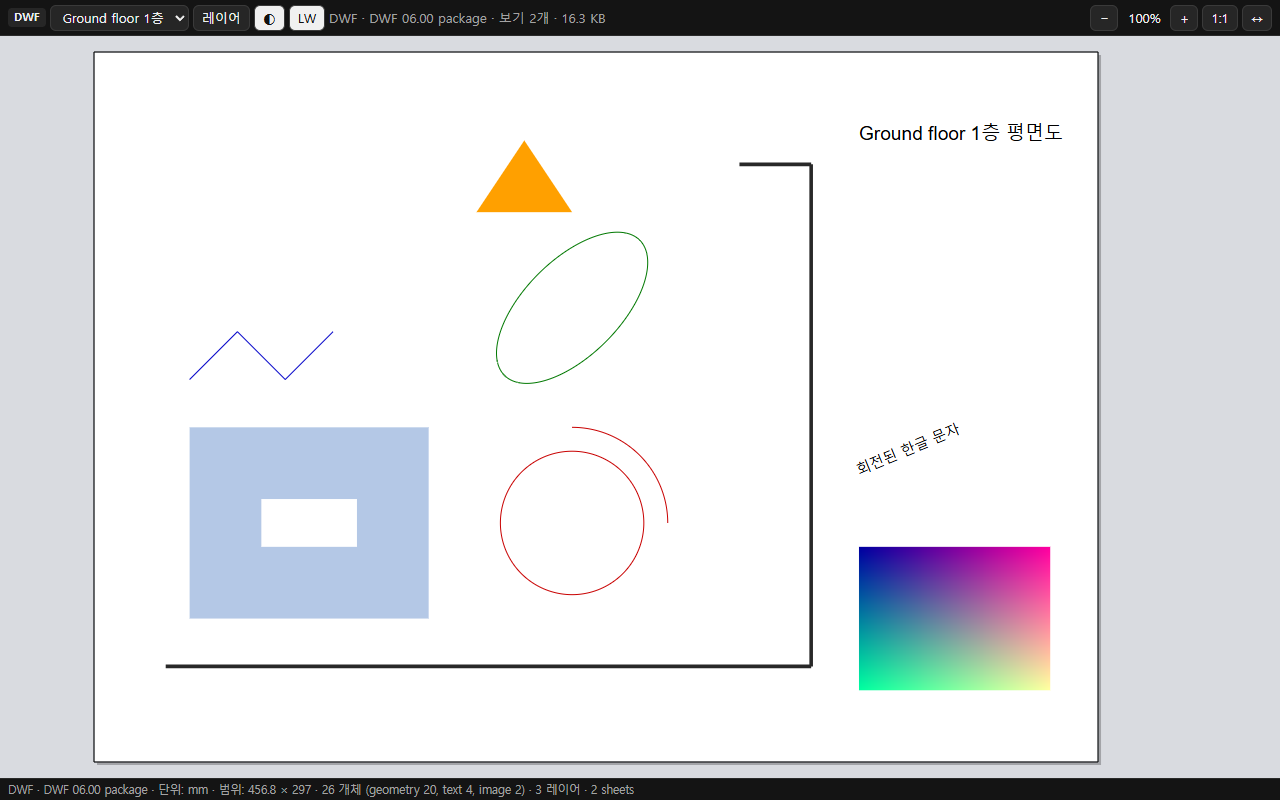 DWF Ground floor 1층 레이어 ◐ LW DWF · DWF 06.00 package · 보기 2개 · 16.3 KB − 100% + 1:1 ↔
Ground floor 1층 평면도
회전된 한글 문자
DWF · DWF 06.00 package · 단위: mm · 범위: 456.8 × 297 · 26 개체 (geometry 20, text 4, image 2) · 3 레이어 · 2 sheets